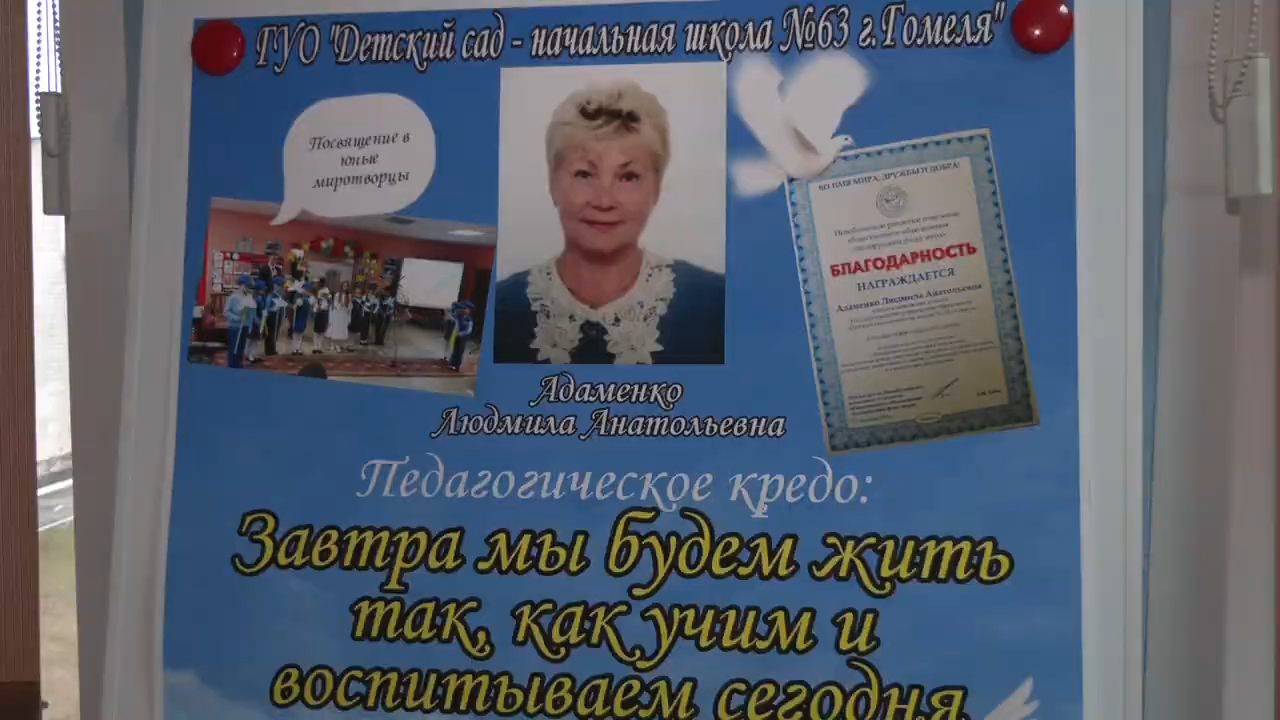 ГУО "Детский сад - начальная школа №63 г.Гомеля"
Посвящение в
юные
миротворцы
ВО ИМЯ МИРА, ДРУЖБЫ И ДОБРА!
БЛАГОДАРНОСТЬ
НАГРАЖДАЕТСЯ
Адаменко Людмила Анатольевна
Адаменко
Людмила Анатольевна
Педагогическое кредо:
Завтра мы будем жить
так, как учим и
воспитываем сегодня